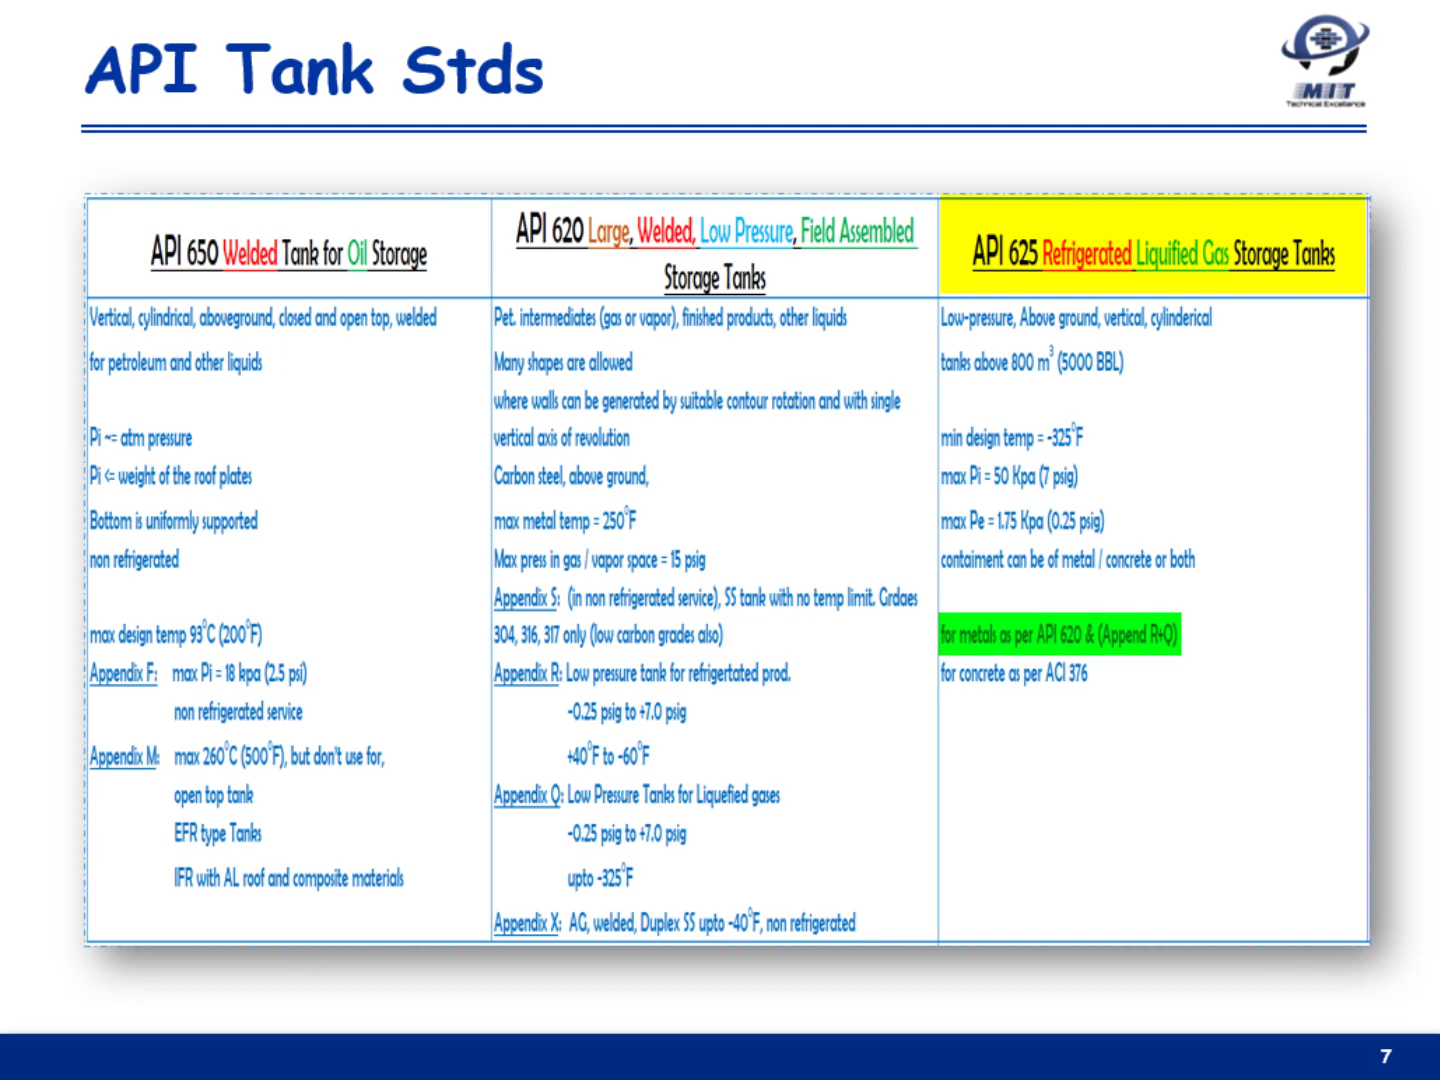 API Tank Stds
MIT
Technical Excellence
API 650 Welded Tank for Oil Storage
Vertical, cylindrical, aboveground, closed and open top, welded
for petroleum and other liquids
Pi ~= atm pressure
Pi <= weight of the roof plates
Bottom is uniformly supported
non refrigerated
max design temp 93⁰C (200⁰F)
Appendix F: max Pi = 18 kpa (2.5 psi)
non refrigerated service
Appendix M: max 260⁰C (500⁰F), but don't use for,
open top tank
EFR type Tanks
IFR with AL roof and composite materials
API 620 Large, Welded, Low Pressure, Field Assembled
Storage Tanks
Pet. intermediates (gas or vapor), finished products, other liquids
Many shapes are allowed
where walls can be generated by suitable contour rotation and with single
vertical axis of revolution
Carbon steel, above ground,
max metal temp = 250⁰F
Max press in gas / vapor space = 15 psig
Appendix S: (in non refrigerated service), SS tank with no temp limit. Grdaes
304, 316, 317 only (low carbon grades also)
Appendix R: Low pressure tank for refrigertated prod.
-0.25 psig to +7.0 psig
+40⁰F to -60⁰F
Appendix Q: Low Pressure Tanks for Liquefied gases
-0.25 psig to +7.0 psig
upto -325⁰F
Appendix X: AG, welded, Duplex SS upto -40⁰F, non refrigerated
API 625 Refrigerated Liquified Gas Storage Tanks
Low-pressure, Above ground, vertical, cylinderical
tanks above 800 m³ (5000 BBL)
min design temp = -325⁰F
max Pi = 50 Kpa (7 psig)
max Pe = 1.75 Kpa (0.25 psig)
contaiment can be of metal / concrete or both
for metals as per API 620 & (Append R+Q)
for concrete as per ACI 376
7